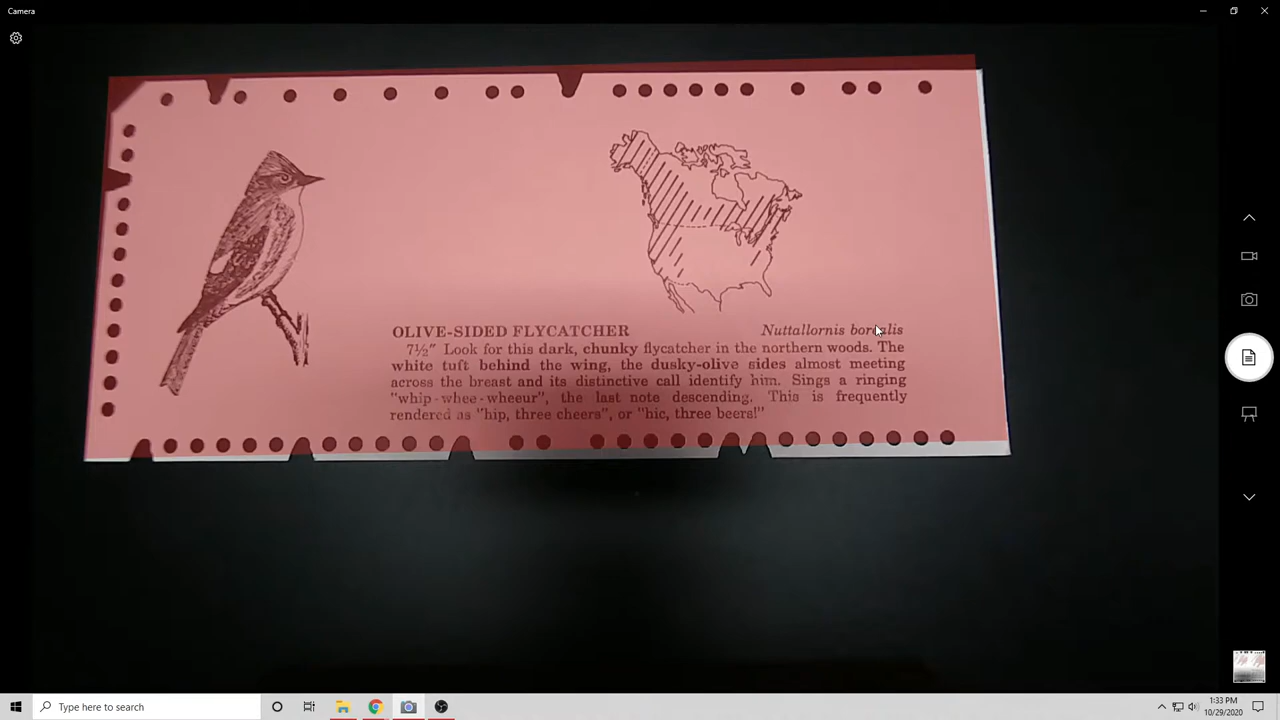 Camera
OLIVE-SIDED FLYCATCHER Nuttallornis borealis
7½" Look for this dark, chunky flycatcher in the northern woods. The
white tuft behind the wing, the dusky-olive sides almost meeting
across the breast and its distinctive call identify him. Sings a ringing
"whip-whee-wheeur", the last note descending. This is frequently
rendered as "hip, three cheers", or "hic, three beers!"
Type here to search
1:33 PM
10/29/2020